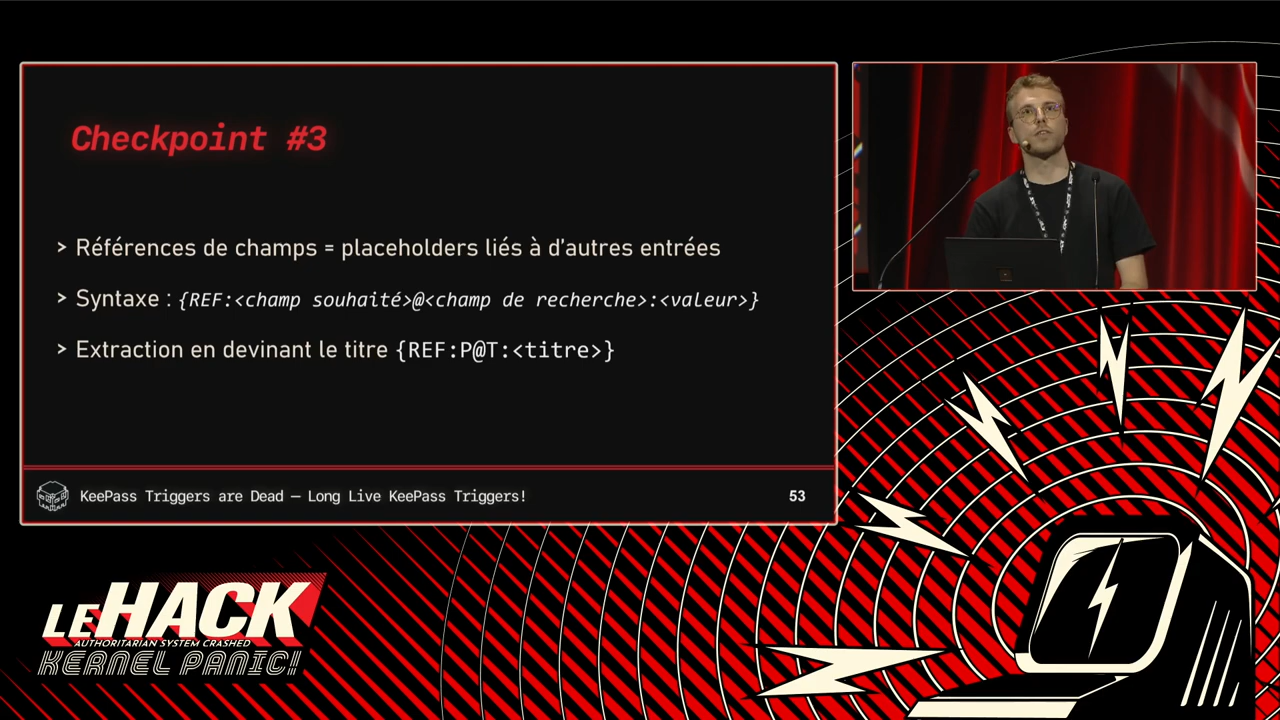 Checkpoint #3
> Références de champs = placeholders liés à d'autres entrées
> Syntaxe : {REF:<champ souhaité>@<champ de recherche>:<valeur>}
> Extraction en devinant le titre {REF:P@T:<titre>}
KeePass Triggers are Dead — Long Live KeePass Triggers!
53
LEHACK
AUTHORITARIAN SYSTEM CRASHED
KERNEL PANIC!